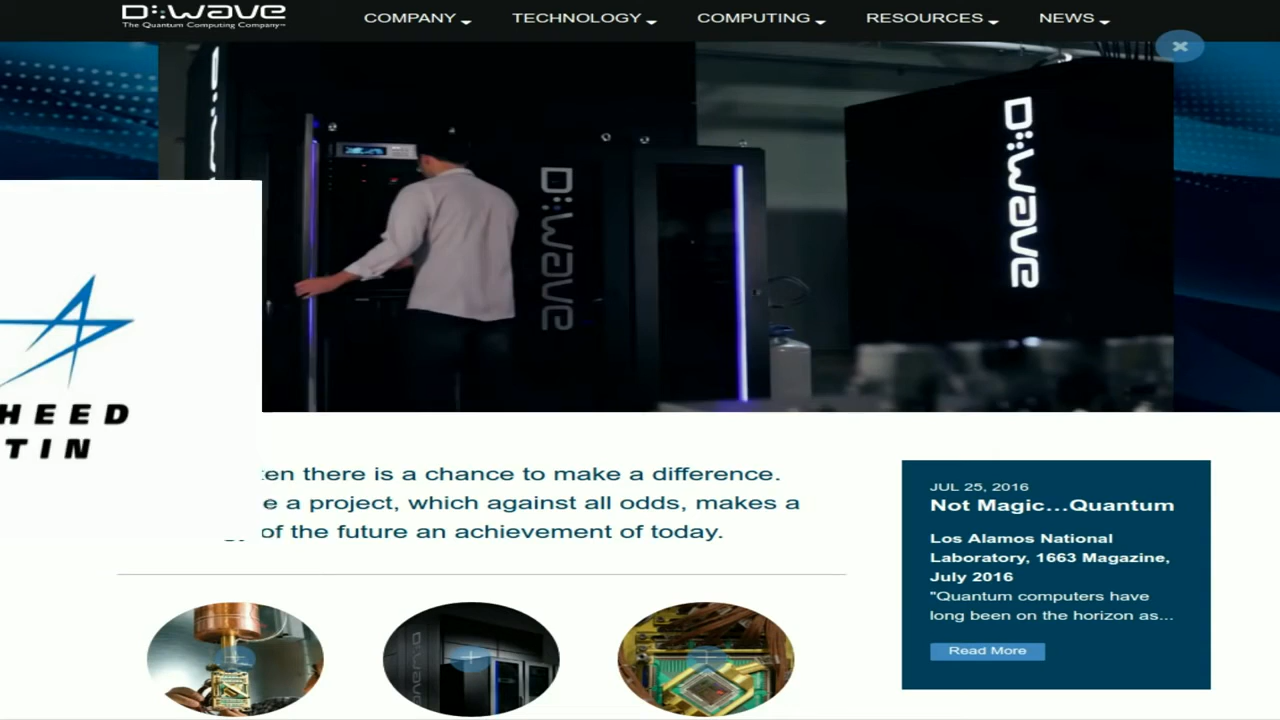 D:wave
The Quantum Computing Company™
COMPANY
TECHNOLOGY
COMPUTING
RESOURCES
NEWS
D:wave
D:wave
HEED
TIN
there is a chance to make a difference.
e a project, which against all odds, makes a
of the future an achievement of today.
JUL 25, 2016
Not Magic...Quantum
Los Alamos National
Laboratory, 1663 Magazine,
July 2016
"Quantum computers have
long been on the horizon as...
Read More